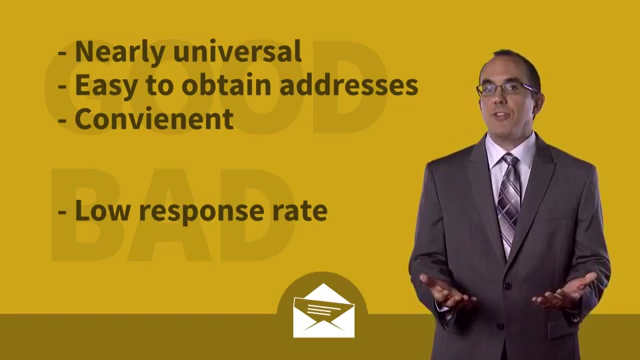 GOOD
- Nearly universal
- Easy to obtain addresses
- Convienent
BAD
- Low response rate